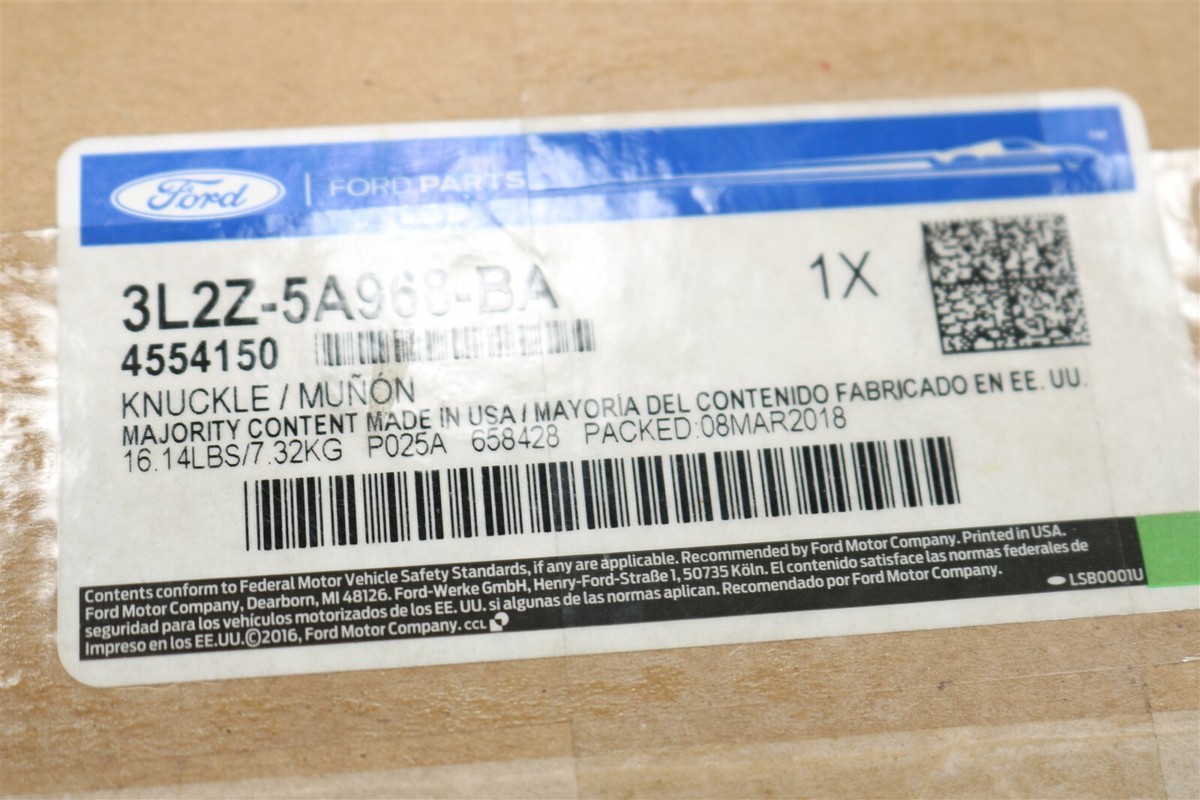 Ford | FORD PARTS
TM
3L2Z-5A968-BA
1X
4554150
KNUCKLE / MUÑÓN
MAJORITY CONTENT MADE IN USA / MAYORÍA DEL CONTENIDO FABRICADO EN EE. UU.
16.14LBS/7.32KG P025A 658428 PACKED:08MAR2018
Contents conform to Federal Motor Vehicle Safety Standards, if any are applicable. Recommended by Ford Motor Company. Printed in USA.
Ford Motor Company, Dearborn, MI 48126. Ford-Werke GmbH, Henry-Ford-Straße 1, 50735 Köln. El contenido satisface las normas federales de
seguridad para los vehículos motorizados de los EE. UU. si algunas de las normas aplican. Recomendado por Ford Motor Company.
Impreso en los EE.UU.©2016, Ford Motor Company. CCL
LSB0001U